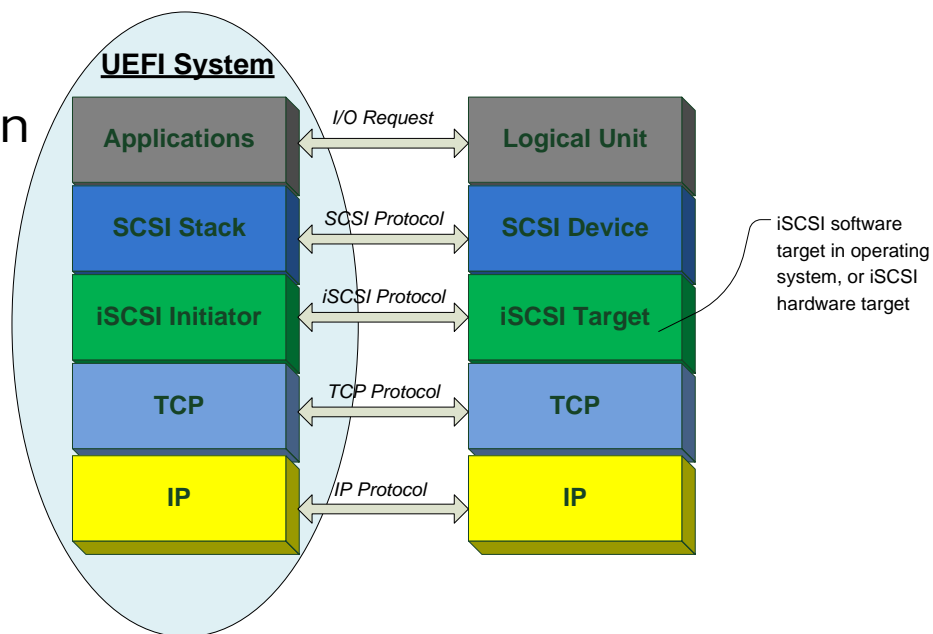 UEFI System
n
Applications
I/O Request
Logical Unit
SCSI Stack
SCSI Protocol
SCSI Device
iSCSI software
target in operating
system, or iSCSI
hardware target
iSCSI Initiator
iSCSI Protocol
iSCSI Target
TCP
TCP Protocol
TCP
IP
IP Protocol
IP